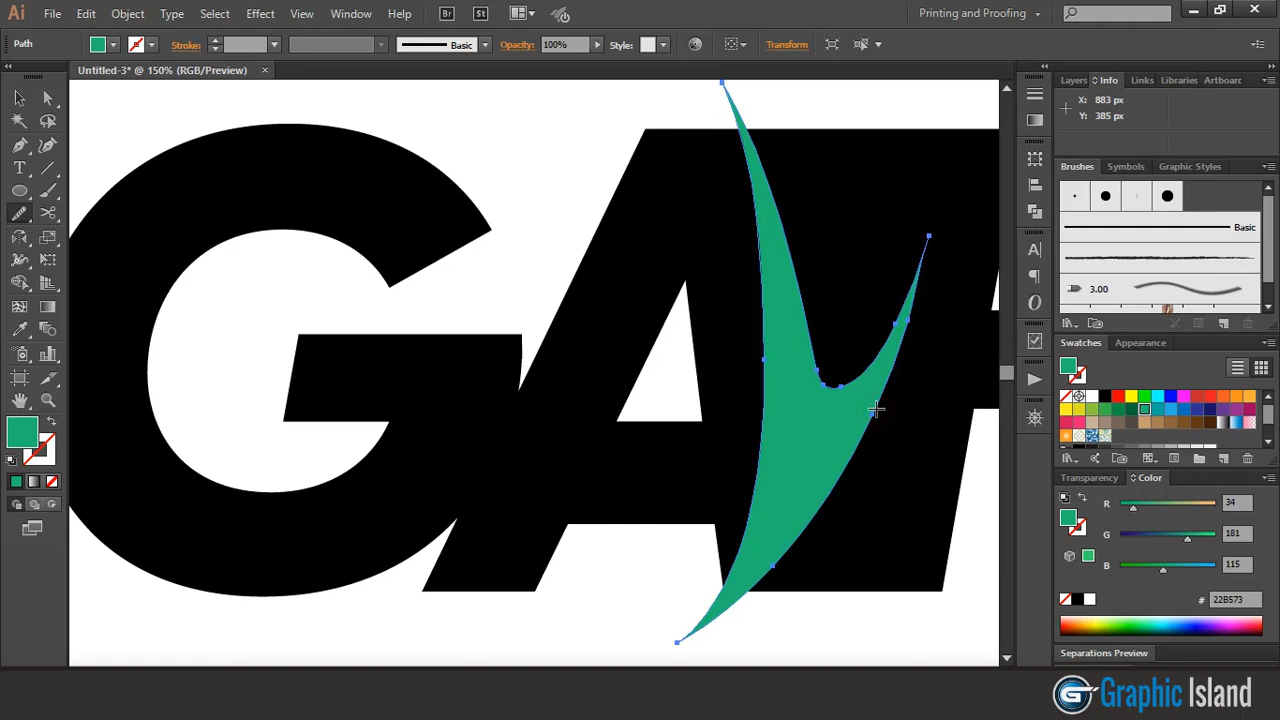 Ai File Edit Object Type Select Effect View Window Help Br St Printing and Proofing
Path Stroke: Basic Opacity: 100% Style: Transform
Untitled-3* @ 150% (RGB/Preview) ×
Layers Info Links Libraries Artboard
X: 883 px
Y: 385 px
Brushes Symbols Graphic Styles
Basic
3.00
Swatches Appearance
Transparency Color
R 34
G 181
B 115
# 22B573
Separations Preview
GA
G Graphic Island